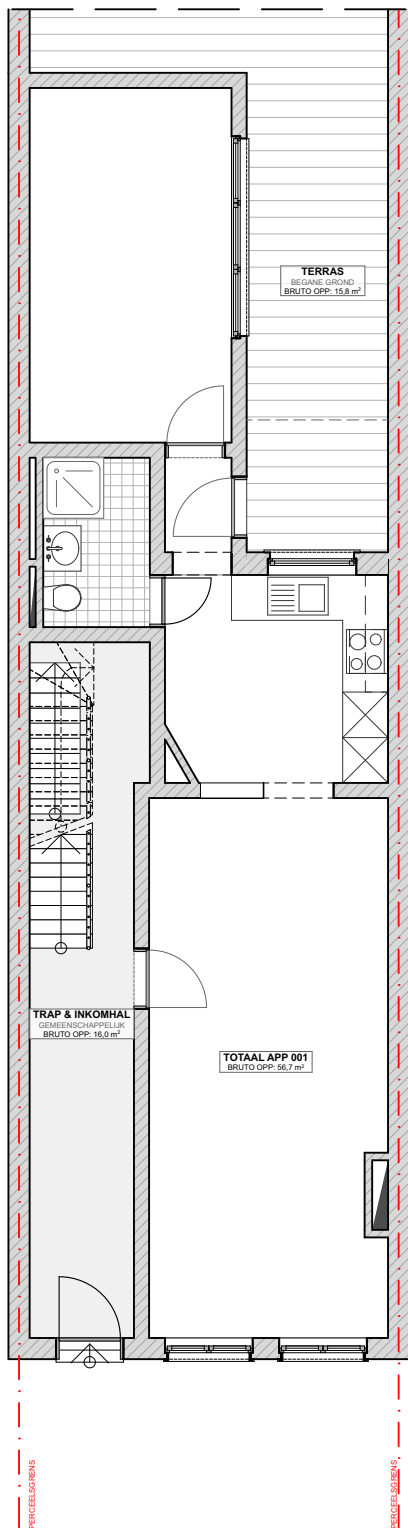 TERRAS
BEGANE GROND
BRUTO OPP: 15,8 m²
TRAP & INKOMHAL
GEMEENSCHAPPELIJK
BRUTO OPP: 16,0 m²
TOTAAL APP 001
BRUTO OPP: 56,7 m²
PERCEELSGRENS
PERCEELSGRENS